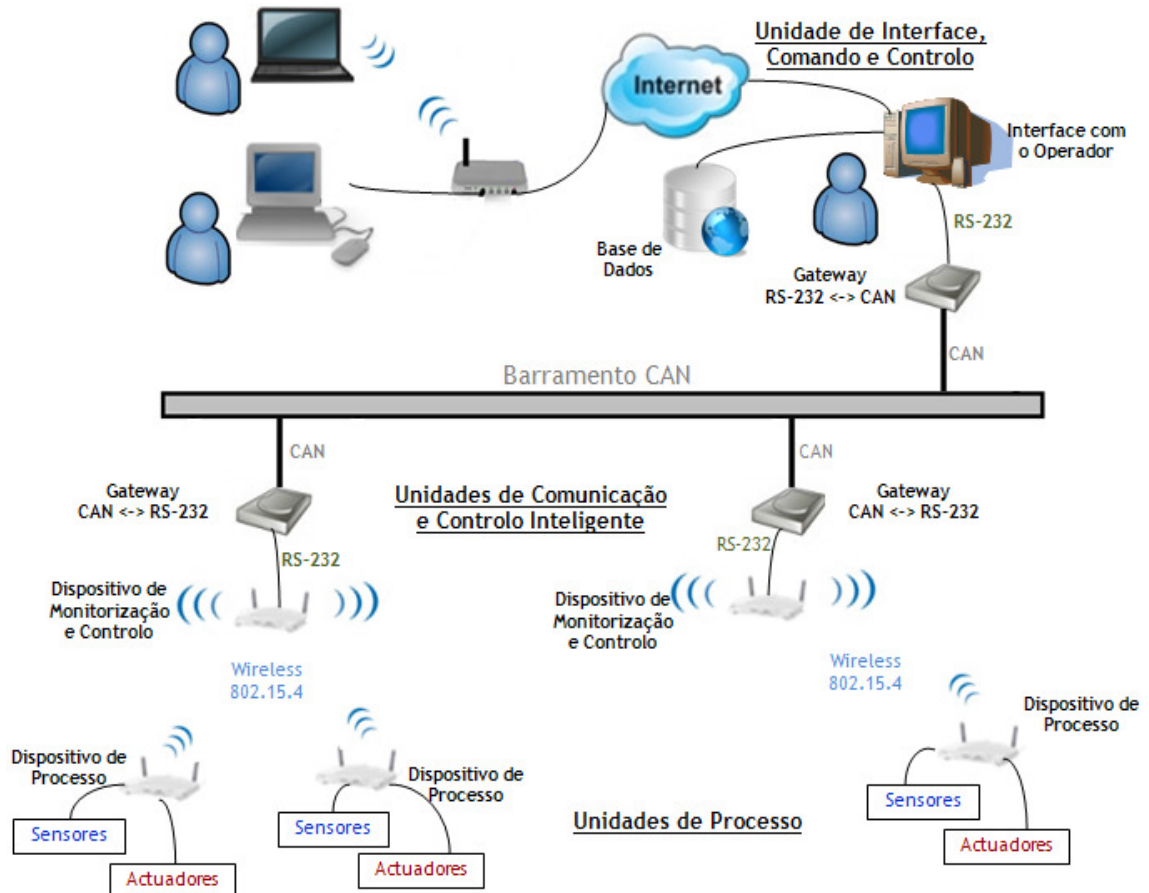 Unidade de Interface,
Comando e Controlo
Internet
Interface com
o Operador
RS-232
Base de
Dados
Gateway
RS-232 <-> CAN
CAN
Barramento CAN
CAN
CAN
Gateway
CAN <-> RS-232
Unidades de Comunicação
e Controlo Inteligente
Gateway
CAN <-> RS-232
RS-232
RS-232
Dispositivo de
Monitorização
e Controlo
Dispositivo de
Monitorização
e Controlo
Wireless
802.15.4
Wireless
802.15.4
Dispositivo de
Processo
Dispositivo de
Processo
Dispositivo de
Processo
Sensores
Sensores
Sensores
Unidades de Processo
Actuadores
Actuadores
Actuadores